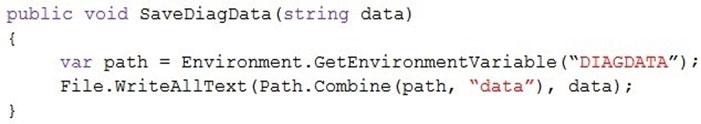 public void SaveDiagData(string data)
{
var path = Environment.GetEnvironmentVariable(“DIAGDATA”);
File.WriteAllText(Path.Combine(path, “data”), data);
}